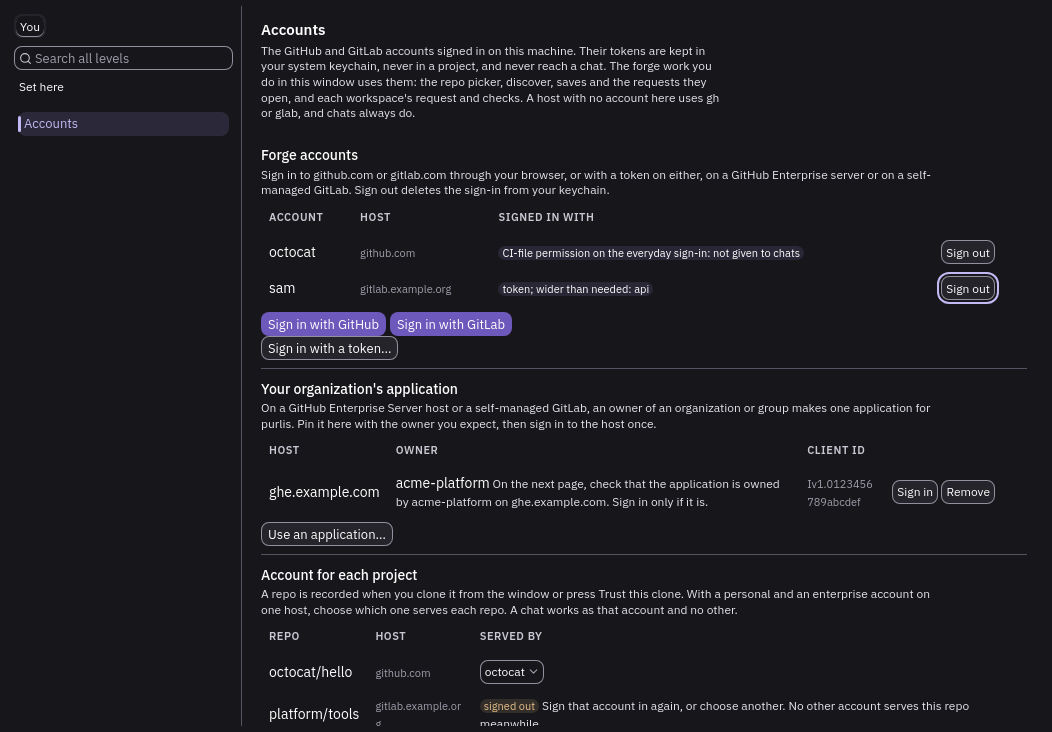 You
Search all levels
Set here
Accounts
Accounts
The GitHub and GitLab accounts signed in on this machine. Their tokens are kept in
your system keychain, never in a project, and never reach a chat. The forge work you
do in this window uses them: the repo picker, discover, saves and the requests they
open, and each workspace's request and checks. A host with no account here uses gh
or glab, and chats always do.
Forge accounts
Sign in to github.com or gitlab.com through your browser, or with a token on either, on a GitHub Enterprise server or on a self-
managed GitLab. Sign out deletes the sign-in from your keychain.
ACCOUNT HOST SIGNED IN WITH
octocat github.com CI-file permission on the everyday sign-in: not given to chats Sign out
sam gitlab.example.org token; wider than needed: api Sign out
Sign in with GitHub Sign in with GitLab
Sign in with a token...
Your organization's application
On a GitHub Enterprise Server host or a self-managed GitLab, an owner of an organization or group makes one application for
purlis. Pin it here with the owner you expect, then sign in to the host once.
HOST OWNER CLIENT ID
ghe.example.com acme-platform On the next page, check that the application is owned Iv1.0123456 Sign in Remove
by acme-platform on ghe.example.com. Sign in only if it is. 789abcdef
Use an application...
Account for each project
A repo is recorded when you clone it from the window or press Trust this clone. With a personal and an enterprise account on
one host, choose which one serves each repo. A chat works as that account and no other.
REPO HOST SERVED BY
octocat/hello github.com octocat
platform/tools gitlab.example.or signed out Sign that account in again, or choose another. No other account serves this repo
g meanwhile